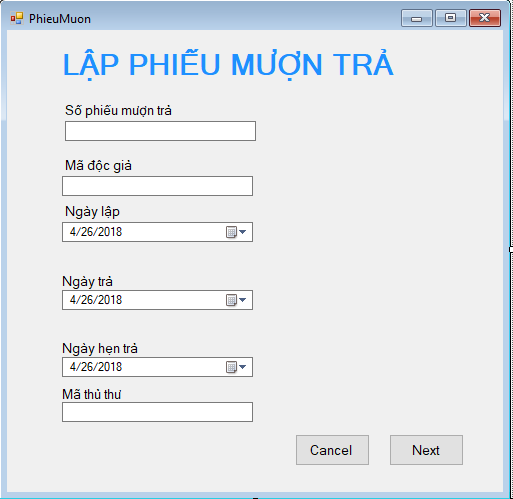 PhieuMuon
LẬP PHIẾU MƯỢN TRẢ
Số phiếu mượn trả
Mã độc giả
Ngày lập
4/26/2018
Ngày trả
4/26/2018
Ngày hẹn trả
4/26/2018
Mã thủ thư
Cancel Next